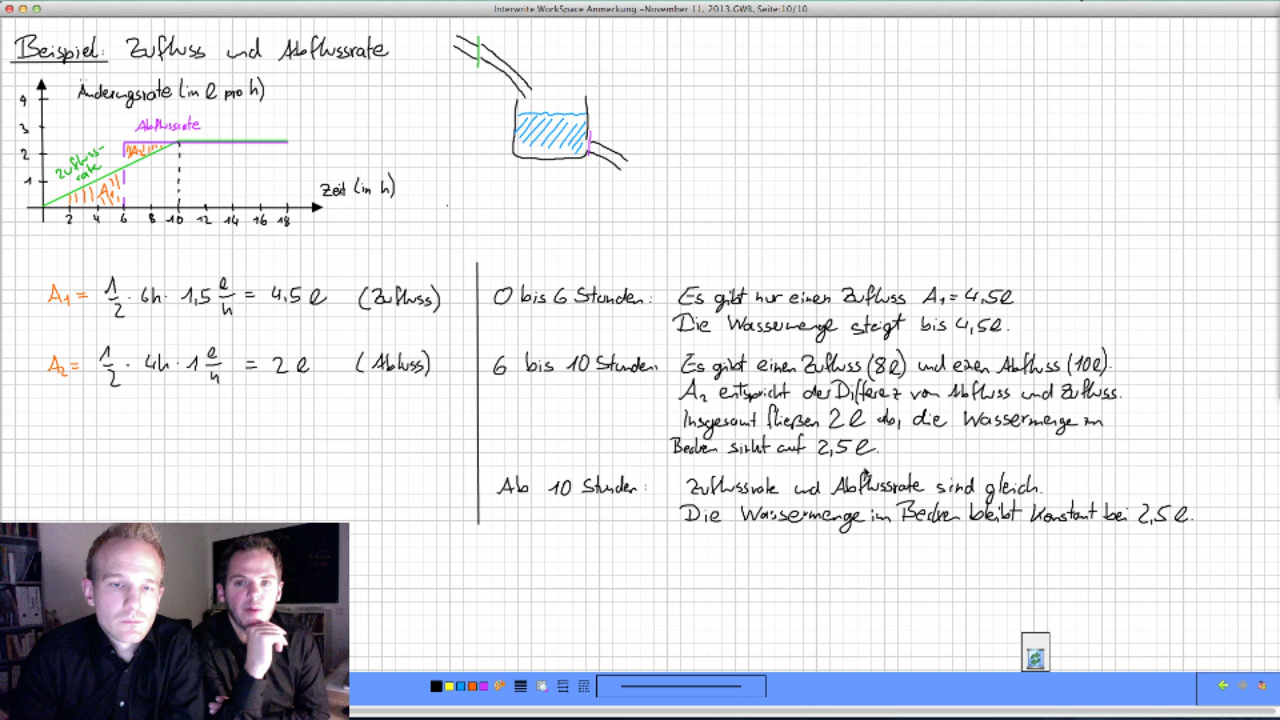 Interwrite WorkSpace Anmerkung –November 11, 2013.GWB, Seite:10/10
Beispiel: Zufluss und Abflussrate
Änderungsrate (in l pro h)
4
3
2
1
Abflussrate
Zufluss-
rate
A2
A1
Zeit (in h)
2 4 6 8 10 12 14 16 18
A1 = 1/2 · 6h · 1,5 l/h = 4,5 l (Zufluss)
A2 = 1/2 · 4h · 1 l/h = 2 l (Abluss)
0 bis 6 Stunden: Es gibt nur einen Zufluss A1 = 4,5l
Die Wassermenge steigt bis 4,5l.
6 bis 10 Stunden: Es gibt einen Zufluss (8l) und einen Abfluss (10l).
A2 entspricht der Differenz von Abfluss und Zufluss.
Insgesamt fließen 2l ab, die Wassermenge im
Becken sinkt auf 2,5l.
Ab 10 Stunden: Zuflussrate und Abflussrate sind gleich.
Die Wassermenge im Becken bleibt konstant bei 2,5l.